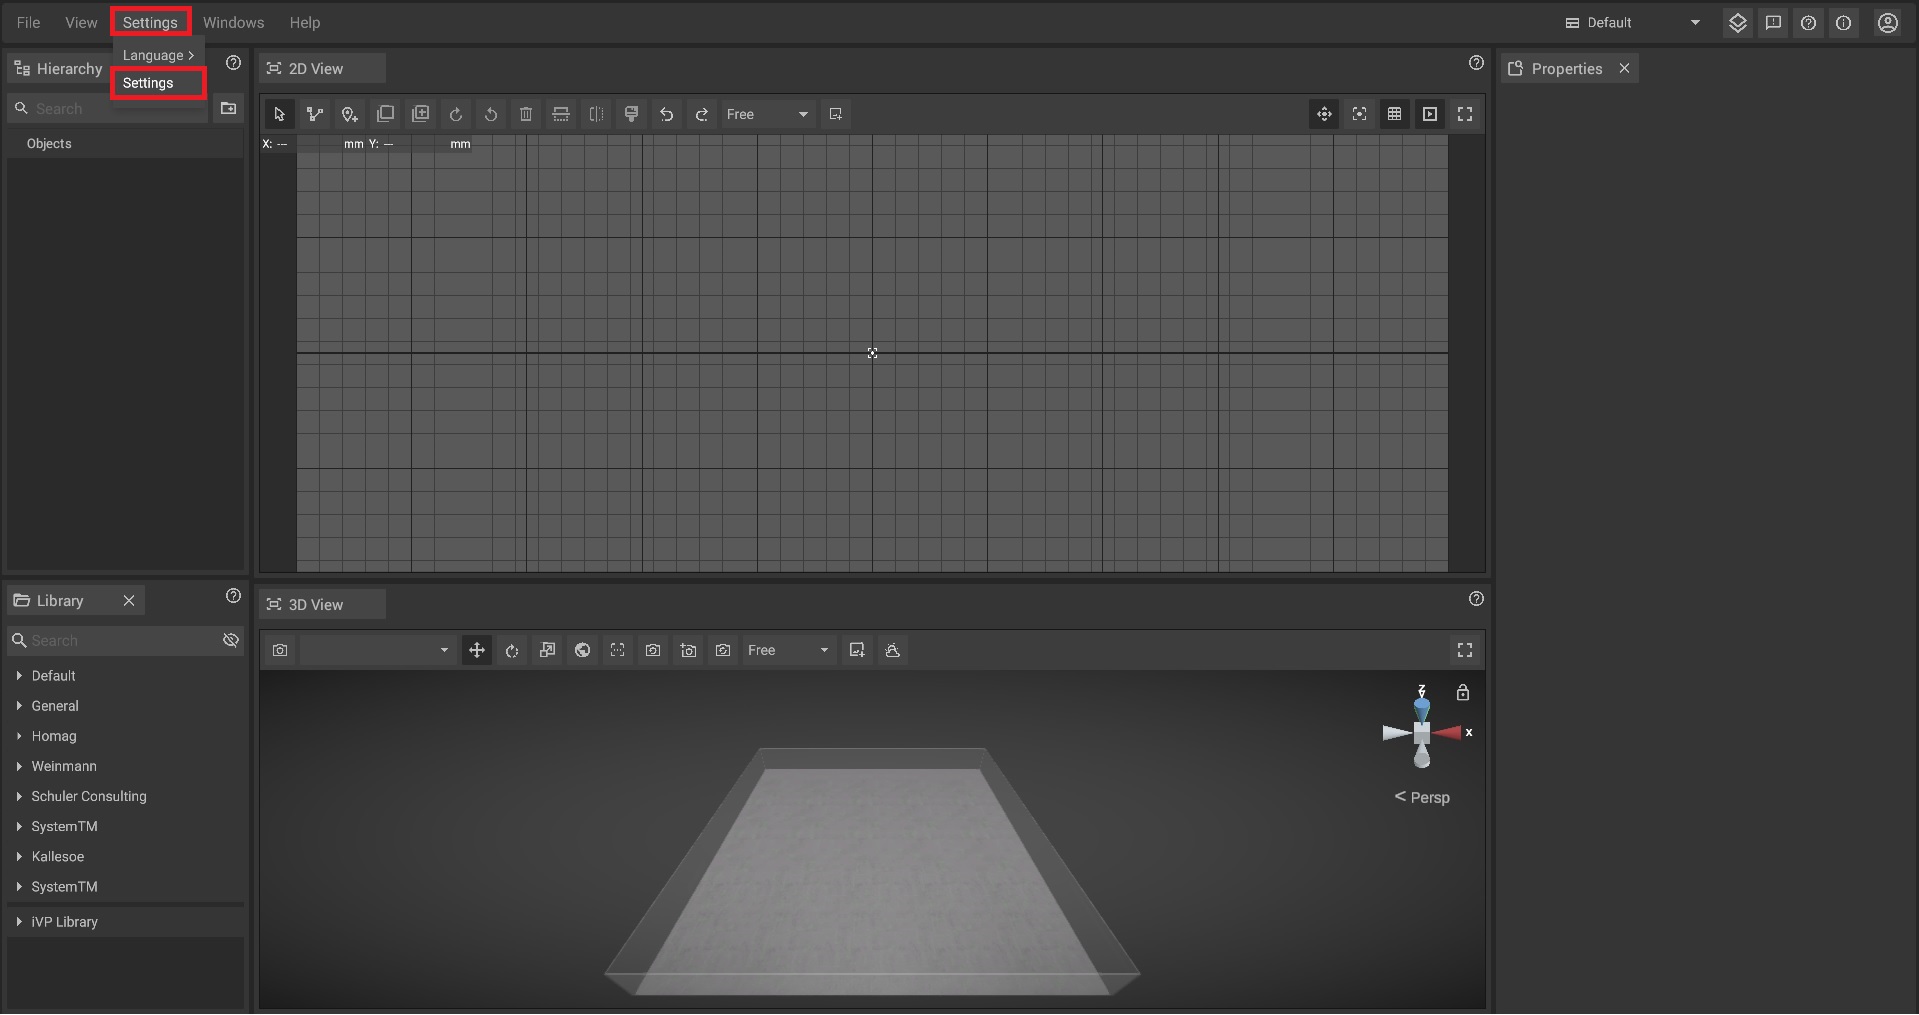 File View Settings Windows Help Default
Language >
Settings
Hierarchy
Search
Objects
2D View
Free
X: --- mm Y: --- mm
Properties
Library
Search
Default
General
Homag
Weinmann
Schuler Consulting
SystemTM
Kallesoe
SystemTM
iVP Library
3D View
Free
Z
Y
x
< Persp